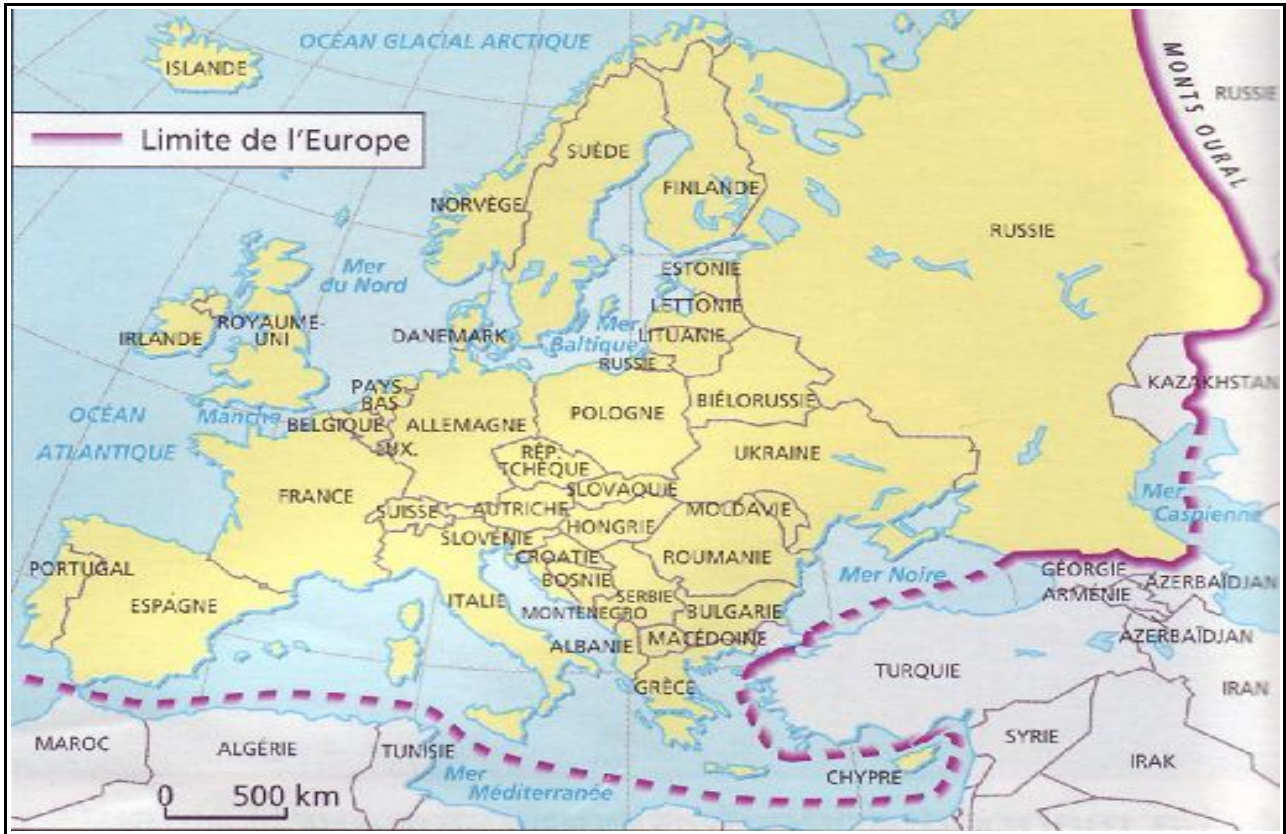 OCÉAN GLACIAL ARCTIQUE
ISLANDE
MONTS OURAL
RUSSIE
Limite de l'Europe
SUÈDE
FINLANDE
NORVÈGE
RUSSIE
Mer
du Nord
ESTONIE
LETTONIE
IRLANDE
ROYAUME-
UNI
DANEMARK
Mer
Baltique
LITUANIE
RUSSIE
KAZAKHSTAN
PAYS-
BAS
BIÉLORUSSIE
OCÉAN
ATLANTIQUE
Manche
BELGIQUE
ALLEMAGNE
POLOGNE
LUX.
RÉP.
TCHÈQUE
UKRAINE
FRANCE
SLOVAQUIE
Mer
Caspienne
SUISSE
AUTRICHE
MOLDAVIE
HONGRIE
SLOVÉNIE
CROATIE
ROUMANIE
PORTUGAL
ESPAGNE
ITALIE
BOSNIE
SERBIE
Mer Noire
GÉORGIE
ARMÉNIE
AZERBAÏDJAN
MONTÉNÉGRO
BULGARIE
ALBANIE
MACÉDOINE
AZERBAÏDJAN
TURQUIE
GRÈCE
IRAN
MAROC
ALGÉRIE
TUNISIE
SYRIE
IRAK
Mer
Méditerranée
CHYPRE
0 500 km